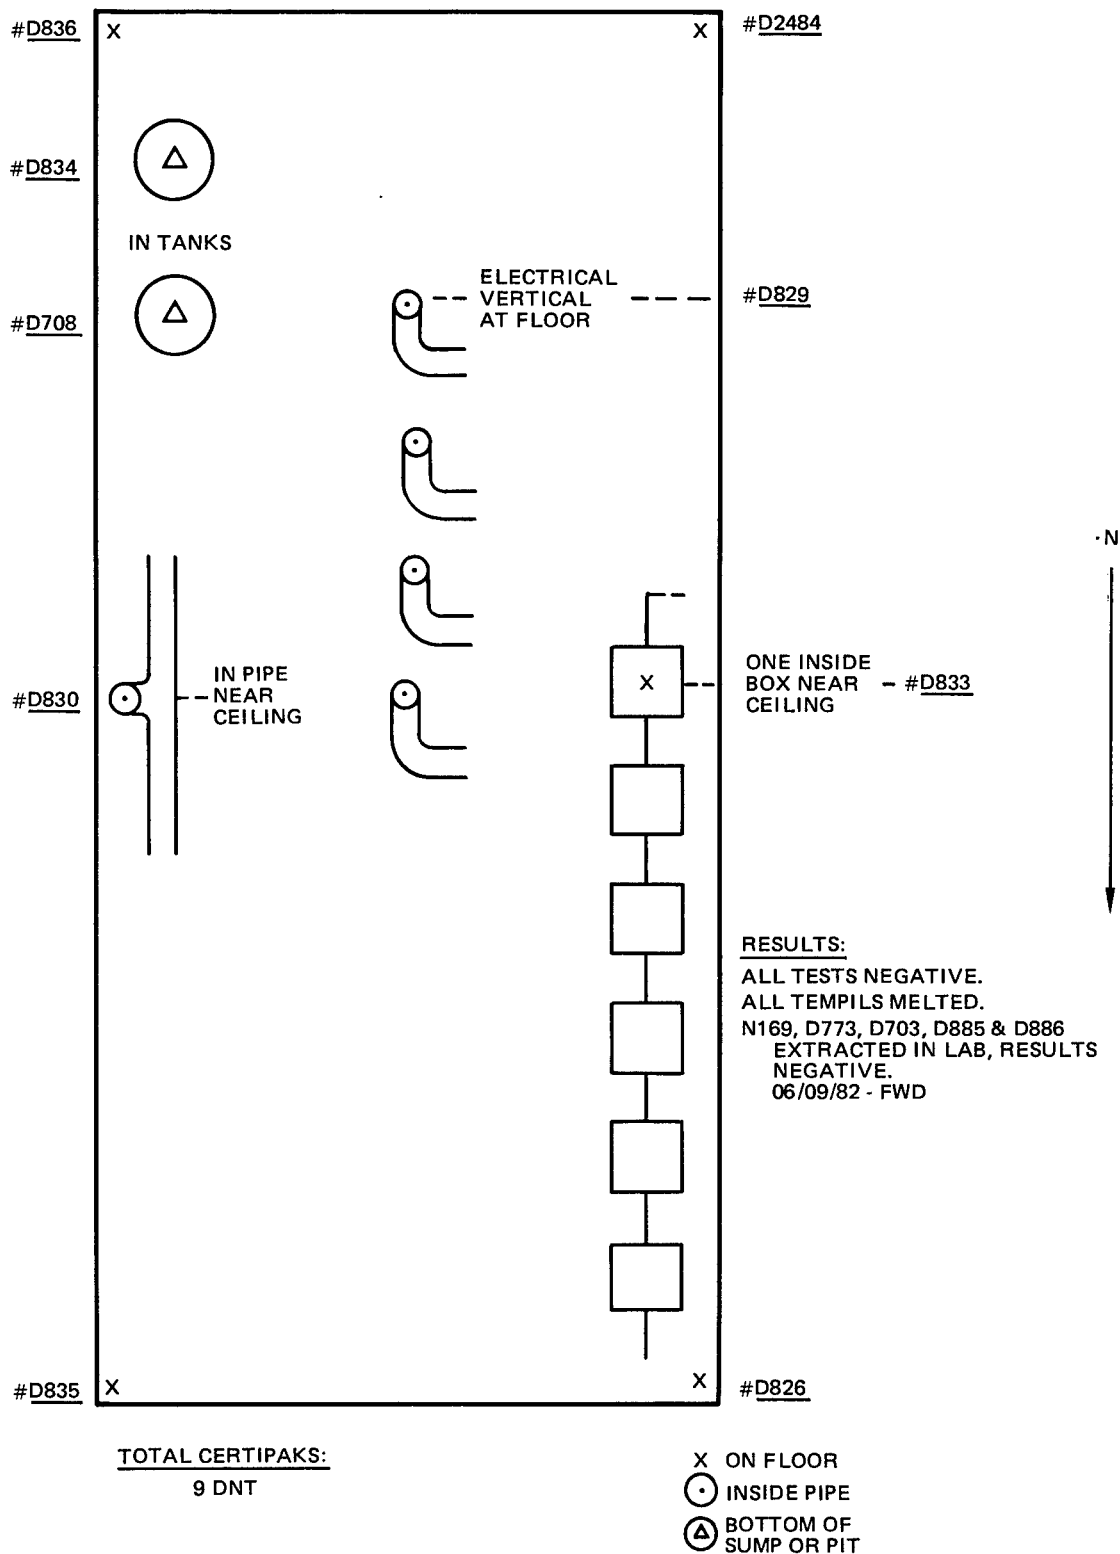 #D836
X
X
#D2484
#D834
IN TANKS
#D708
ELECTRICAL
VERTICAL
AT FLOOR
#D829
N
#D830
IN PIPE
NEAR
CEILING
X
ONE INSIDE
BOX NEAR
CEILING
#D833
RESULTS:
ALL TESTS NEGATIVE.
ALL TEMPILS MELTED.
N169, D773, D703, D885 & D886
EXTRACTED IN LAB, RESULTS
NEGATIVE.
06/09/82 - FWD
#D835
X
X
#D826
TOTAL CERTIPAKS:
9 DNT
X ON FLOOR
INSIDE PIPE
BOTTOM OF
SUMP OR PIT